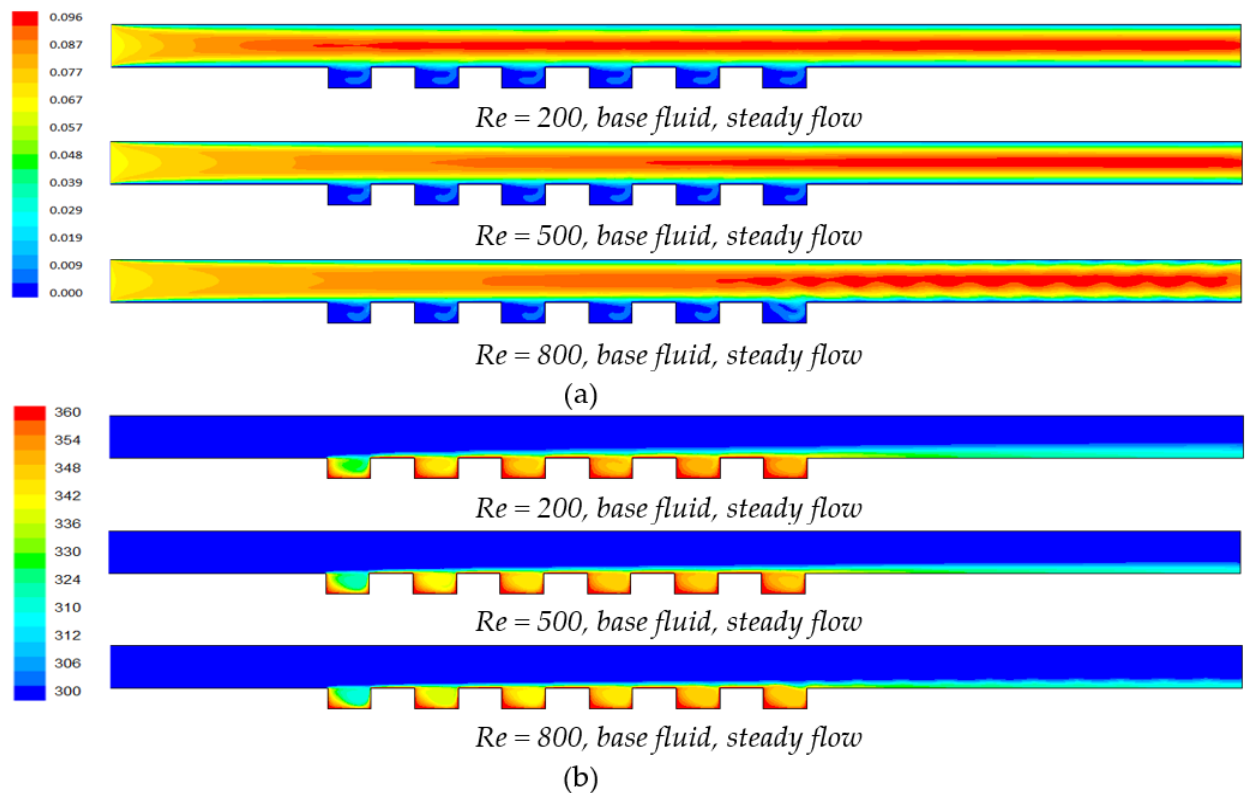 0.096
0.087
0.077
0.067
0.057
0.048
0.039
0.029
0.019
0.009
0.000
Re = 200, base fluid, steady flow
Re = 500, base fluid, steady flow
Re = 800, base fluid, steady flow
(a)
360
354
348
342
336
330
324
310
312
306
300
Re = 200, base fluid, steady flow
Re = 500, base fluid, steady flow
Re = 800, base fluid, steady flow
(b)